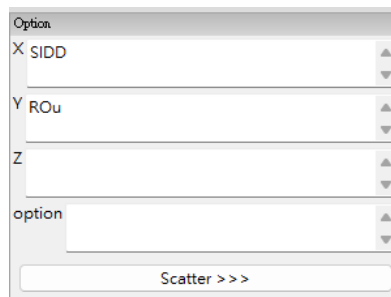 Option
X SIDD
Y ROu
Z
option
Scatter >>>